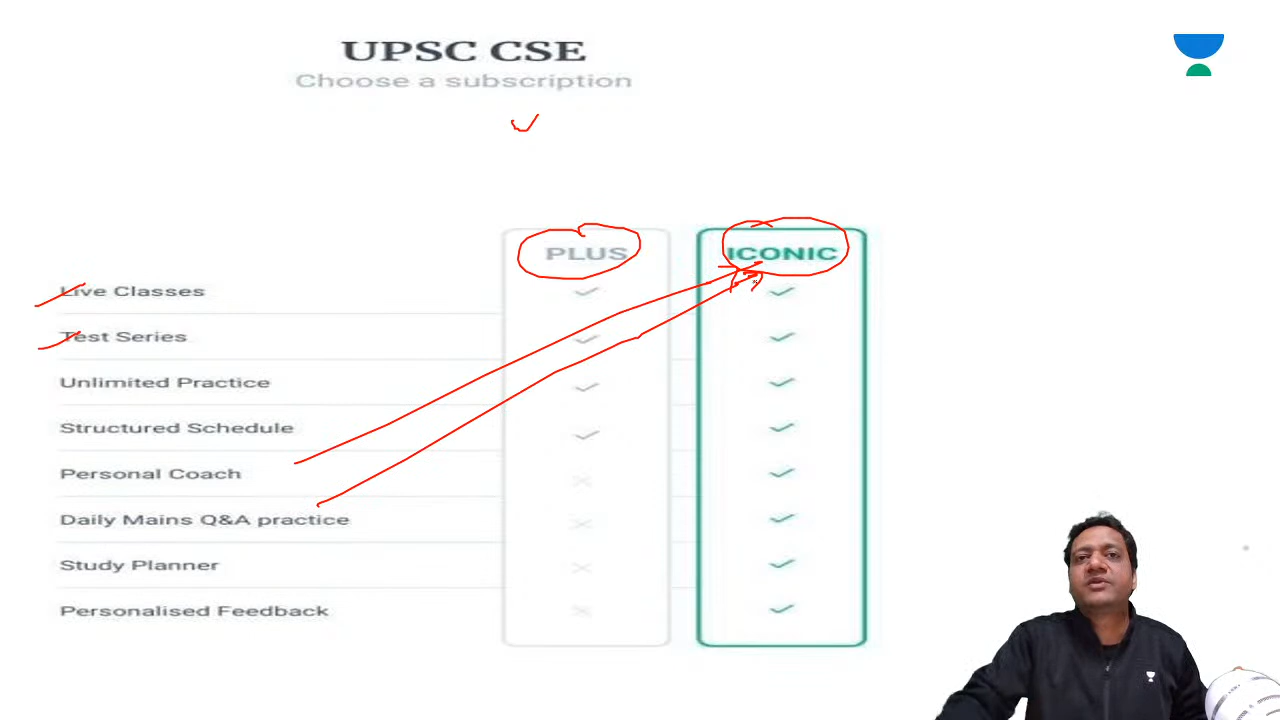 UPSC CSE
Choose a subscription
PLUS ICONIC
Live Classes
Test Series
Unlimited Practice
Structured Schedule
Personal Coach
Daily Mains Q&A practice
Study Planner
Personalised Feedback